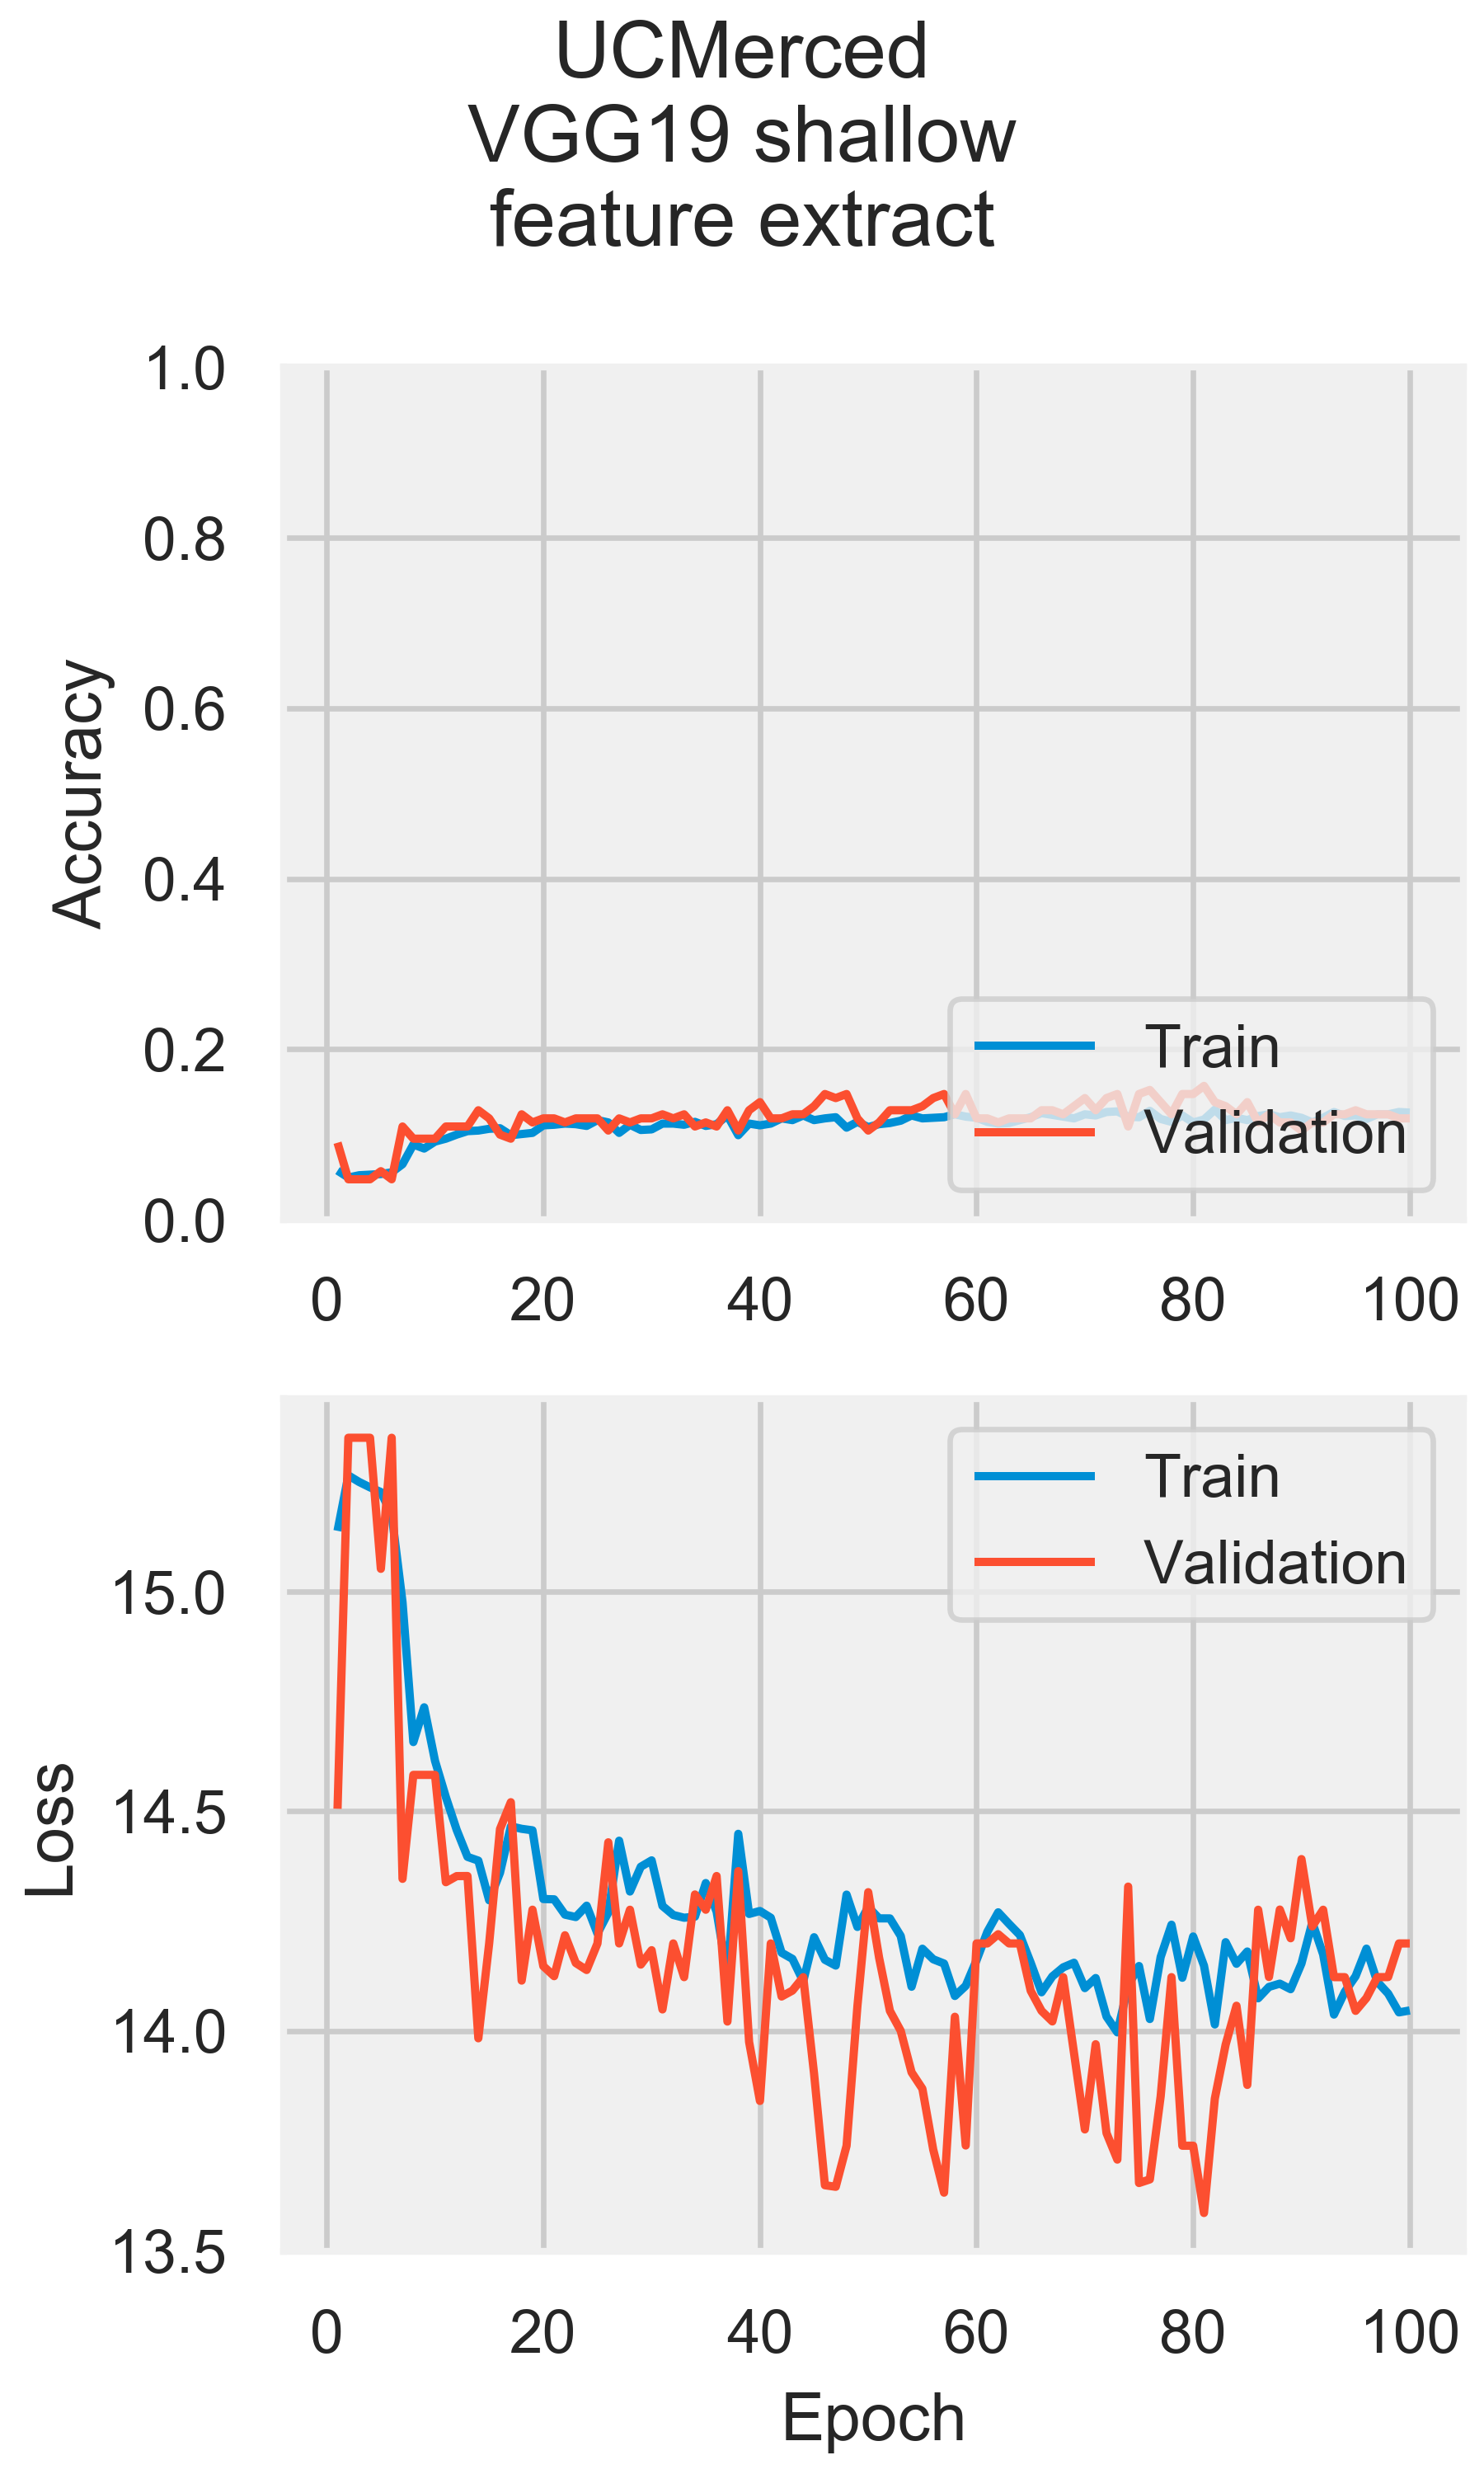 UCMerced
VGG19 shallow
feature extract
1.0
0.8
0.6
0.4
0.2
0.0
Accuracy
Train
Validation
0 20 40 60 80 100
15.0
14.5
14.0
13.5
Loss
Train
Validation
0 20 40 60 80 100
Epoch